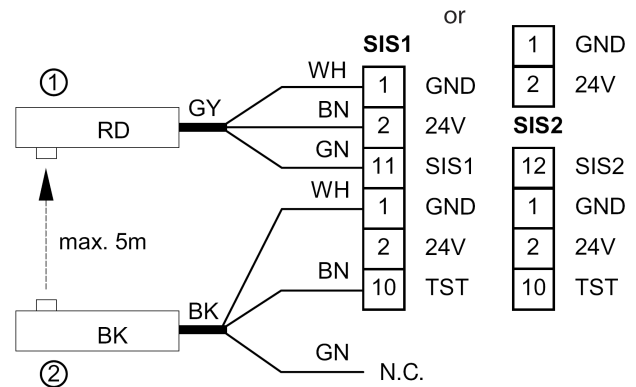 or
SIS1
1 GND
① WH 1 GND 2 24V
GY BN 2 24V SIS2
RD
GN 11 SIS1 12 SIS2
WH 1 GND 1 GND
max. 5m 2 24V 2 24V
BN 10 TST 10 TST
BK
BK
GN N.C.
②